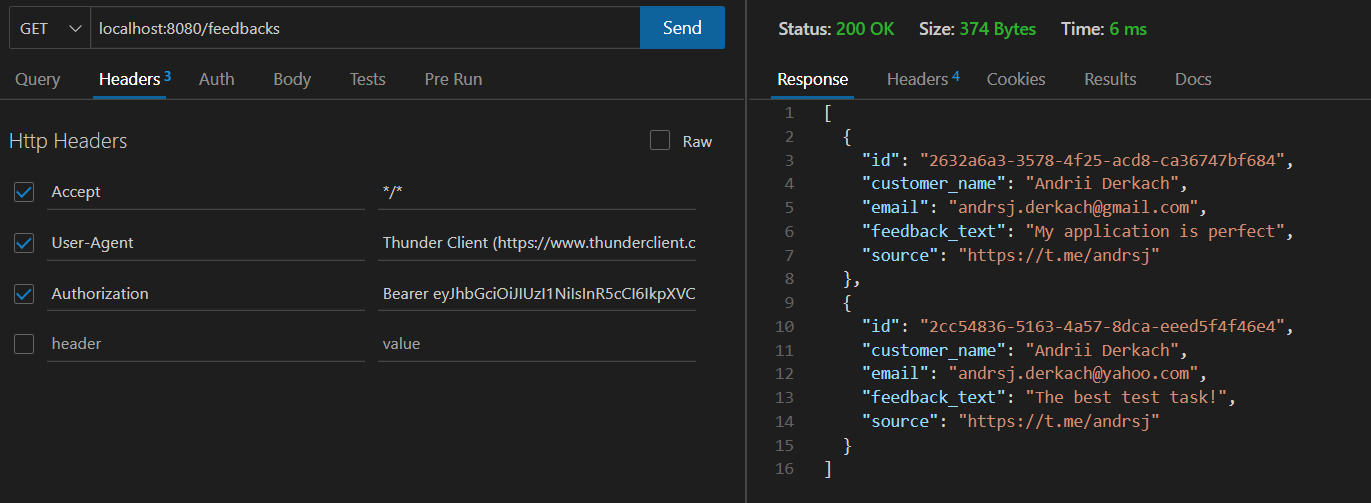 GET localhost:8080/feedbacks Send
Query Headers 3 Auth Body Tests Pre Run
Http Headers Raw
Accept */*
User-Agent Thunder Client (https://www.thunderclient.c
Authorization Bearer eyJhbGciOiJIUzI1NiIsInR5cCI6IkpXVC
header value
Status: 200 OK Size: 374 Bytes Time: 6 ms
Response Headers 4 Cookies Results Docs
1 [
2 {
3 "id": "2632a6a3-3578-4f25-acd8-ca36747bf684",
4 "customer_name": "Andrii Derkach",
5 "email": "andrsj.derkach@gmail.com",
6 "feedback_text": "My application is perfect",
7 "source": "https://t.me/andrsj"
8 },
9 {
10 "id": "2cc54836-5163-4a57-8dca-eeed5f4f46e4",
11 "customer_name": "Andrii Derkach",
12 "email": "andrsj.derkach@yahoo.com",
13 "feedback_text": "The best test task!",
14 "source": "https://t.me/andrsj"
15 }
16 ]